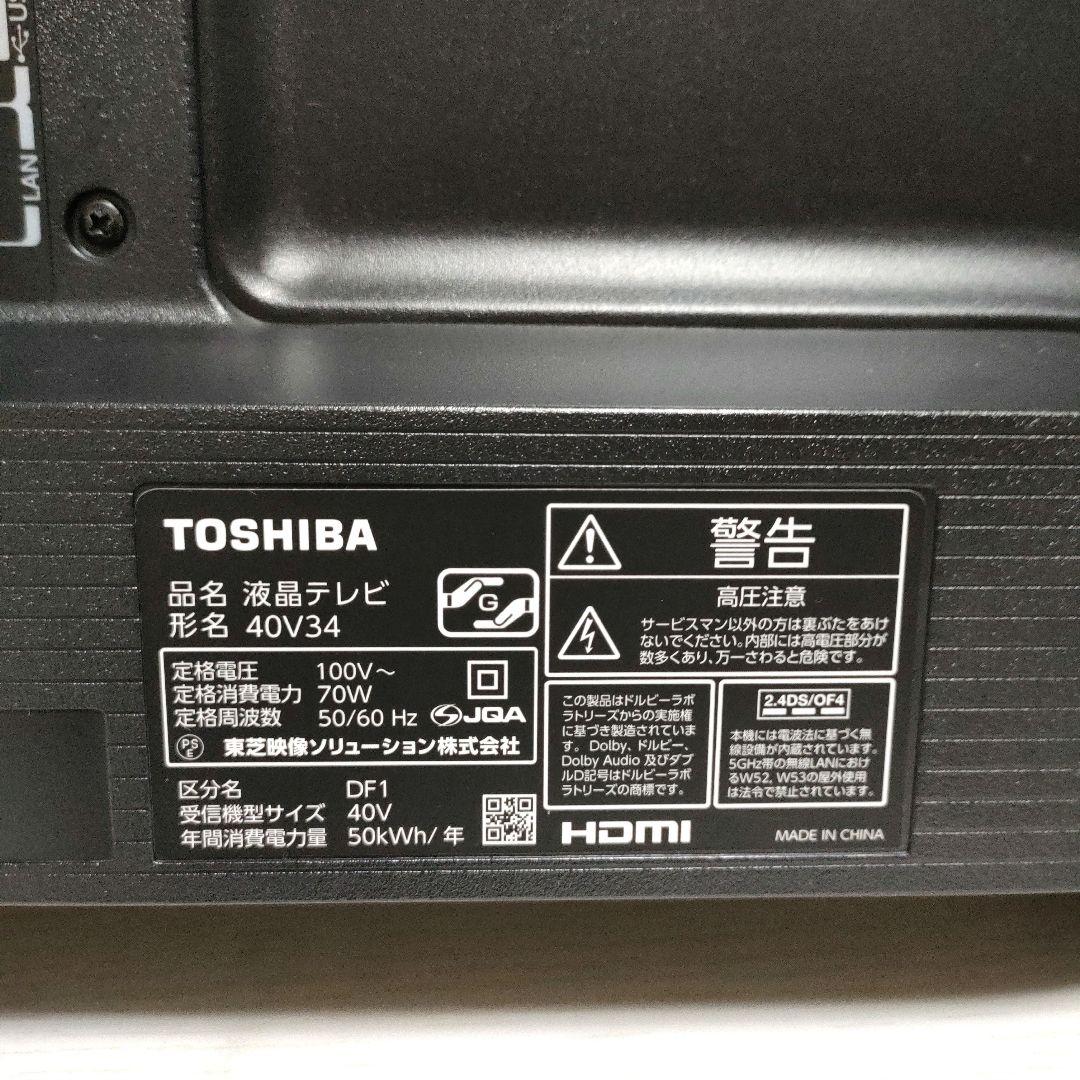 US
LAN
TOSHIBA
品名 液晶テレビ
形名 40V34
G
定格電圧 100V～
定格消費電力 70W
定格周波数 50/60 Hz
JQA
PSE 東芝映像ソリューション株式会社
区分名 DF1
受信機型サイズ 40V
年間消費電力量 50kWh/年
警告
高圧注意
サービスマン以外の方は裏ぶたをあけ
ないでください。内部には高電圧部分が
数多くあり、万一さわると危険です。
この製品はドルビーラボ
ラトリーズからの実施権
に基づき製造されていま
す。Dolby、ドルビー、
Dolby Audio 及びダブ
ルD記号はドルビーラボ
ラトリーズの商標です。
2.4DS/OF4
本機には電波法に基づく無
線設備が内蔵されています。
5GHz帯の無線LANにおけ
るW52、W53の屋外使用
は法令で禁止されています。
HDMI
MADE IN CHINA